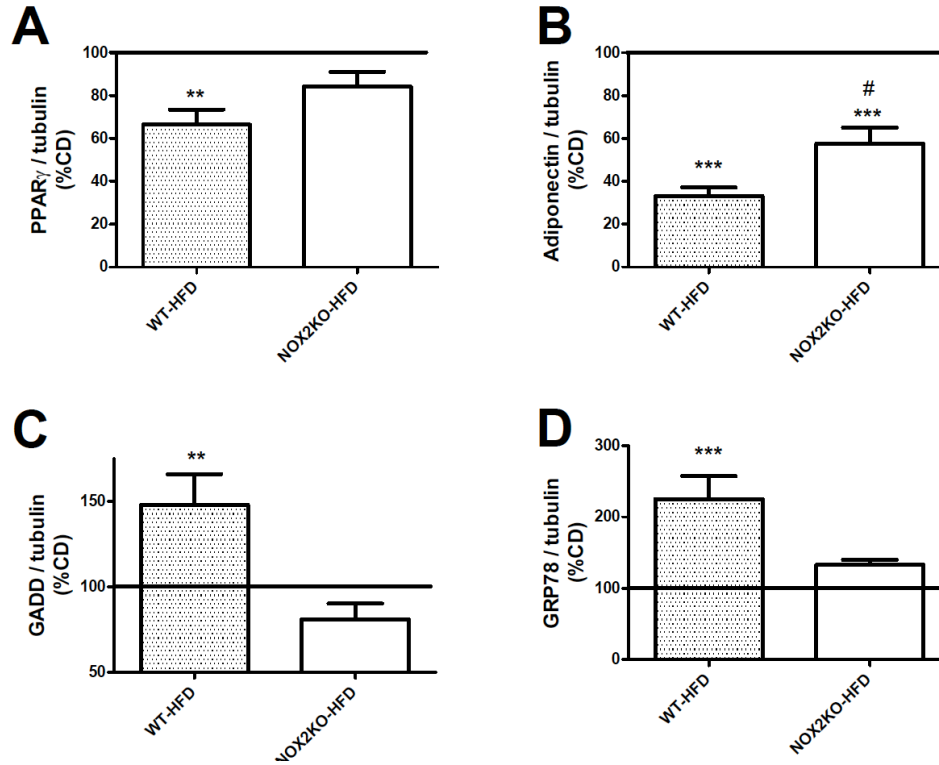 A
PPARγ / tubulin
(%CD)
100
80
60
40
20
0
**
WT-HFD
NOX2KO-HFD
B
Adiponectin / tubulin
(%CD)
100
80
60
40
20
0
***
#
***
WT-HFD
NOX2KO-HFD
C
GADD / tubulin
(%CD)
150
100
50
**
WT-HFD
NOX2KO-HFD
D
GRP78 / tubulin
(%CD)
300
200
100
0
***
WT-HFD
NOX2KO-HFD